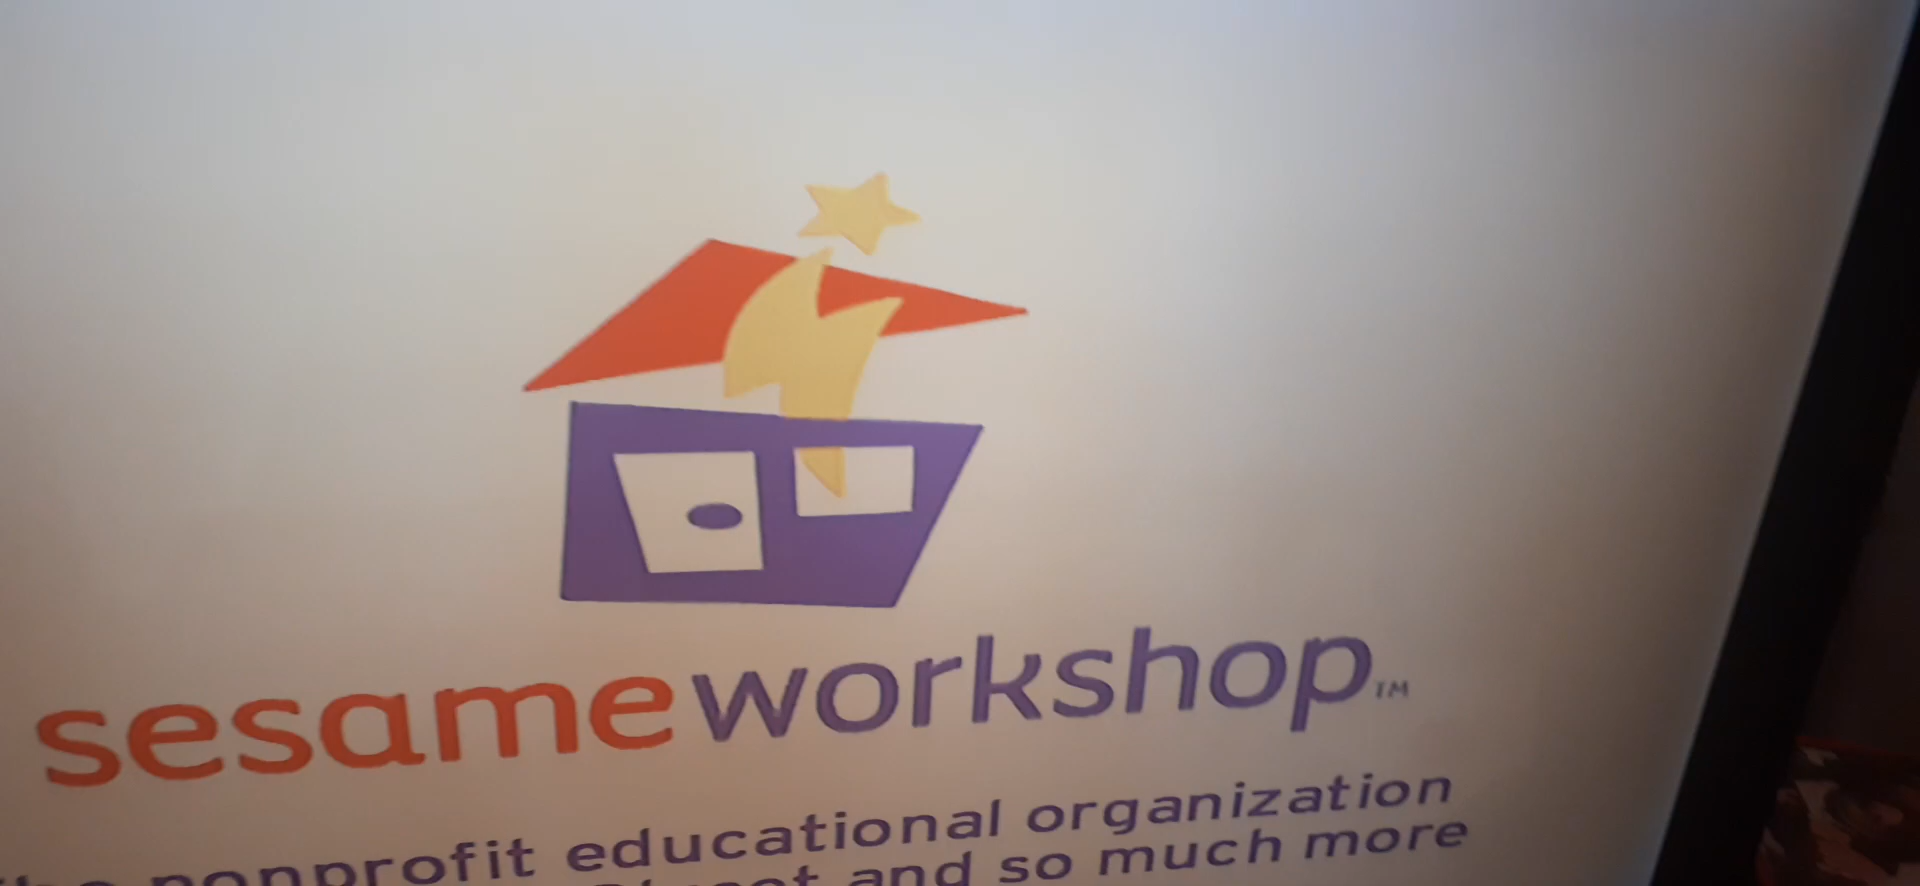 sesameworkshop™
nonprofit educational organization
and so much more